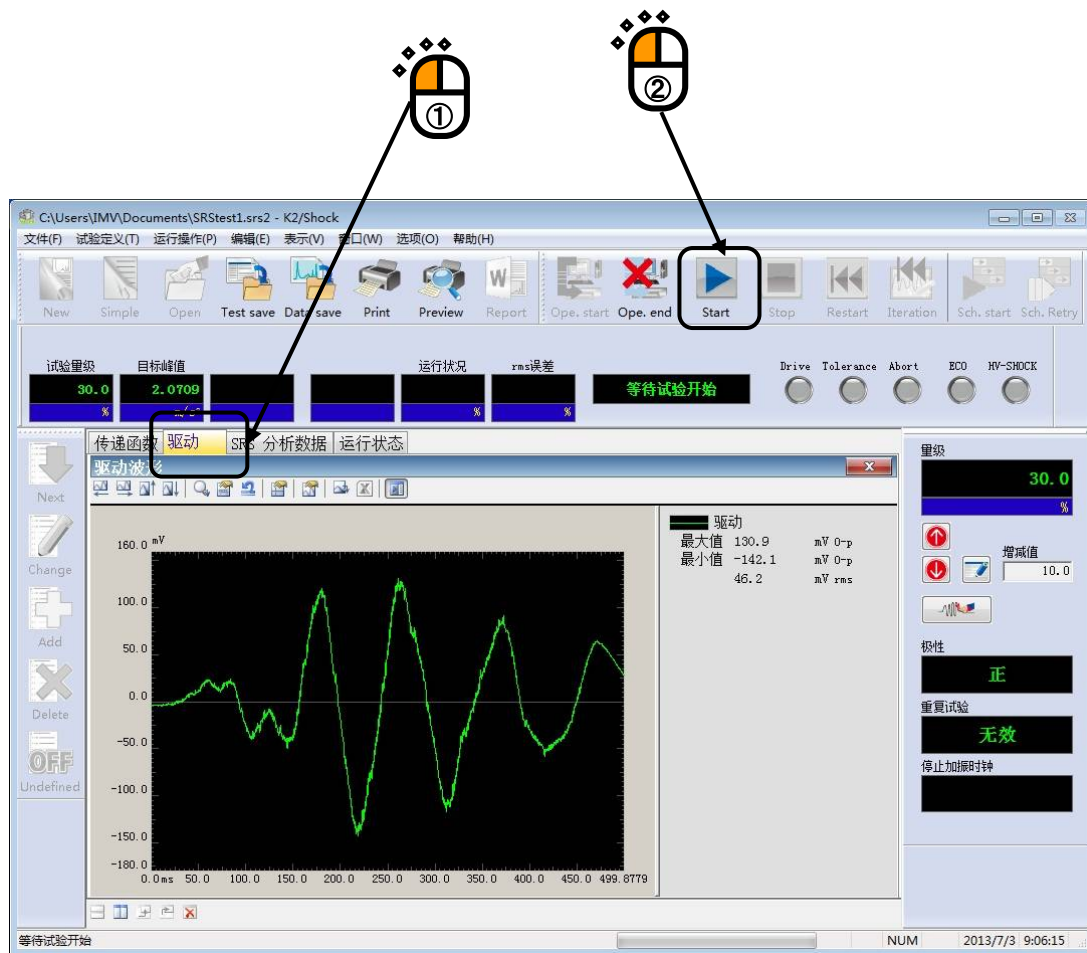 ①
②
C:\Users\IMV\Documents\SRStest1.srs2 - K2/Shock
文件(F) 试验定义(T) 运行操作(P) 编辑(E) 表示(V) 窗口(W) 选项(O) 帮助(H)
New Simple Open Test save Data save Print Preview Report Ope. start Ope. end Start Stop Restart Iteration Sch. start Sch. Retry
试验量级 目标峰值 运行状况 rms误差 Drive Tolerance Abort ECO HV-SHOCK
30.0 2.0709 等待试验开始
% m/s² % %
传递函数 驱动 SRS 分析数据 运行状态
驱动波形
Next
Change
Add
Delete
OFF
Undefined
驱动
最大值 130.9 mV 0-p
最小值 -142.1 mV 0-p
46.2 mV rms
160.0 mV
100.0
50.0
0.0
-50.0
-100.0
-150.0
-180.0
0.0ms 50.0 100.0 150.0 200.0 250.0 300.0 350.0 400.0 450.0 499.8779
量级
30.0
%
增减值
10.0
极性
正
重复试验
无效
停止加振时钟
等待试验开始 NUM 2013/7/3 9:06:15